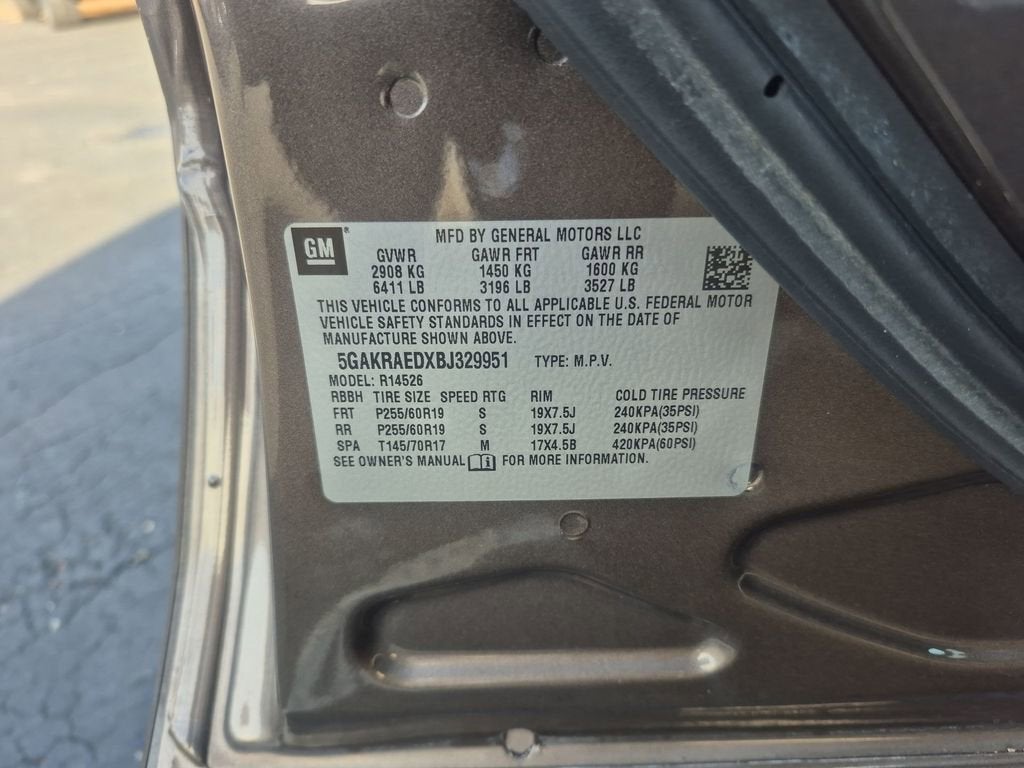 GM
MFD BY GENERAL MOTORS LLC
GVWR GAWR FRT GAWR RR
2908 KG 1450 KG 1600 KG
6411 LB 3196 LB 3527 LB
THIS VEHICLE CONFORMS TO ALL APPLICABLE U.S. FEDERAL MOTOR
VEHICLE SAFETY STANDARDS IN EFFECT ON THE DATE OF
MANUFACTURE SHOWN ABOVE.
5GAKRAEDXBJ329951 TYPE: M.P.V.
MODEL: R14526
RBBH TIRE SIZE SPEED RTG RIM COLD TIRE PRESSURE
FRT P255/60R19 S 19X7.5J 240KPA(35PSI)
RR P255/60R19 S 19X7.5J 240KPA(35PSI)
SPA T145/70R17 M 17X4.5B 420KPA(60PSI)
SEE OWNER'S MANUAL i FOR MORE INFORMATION.